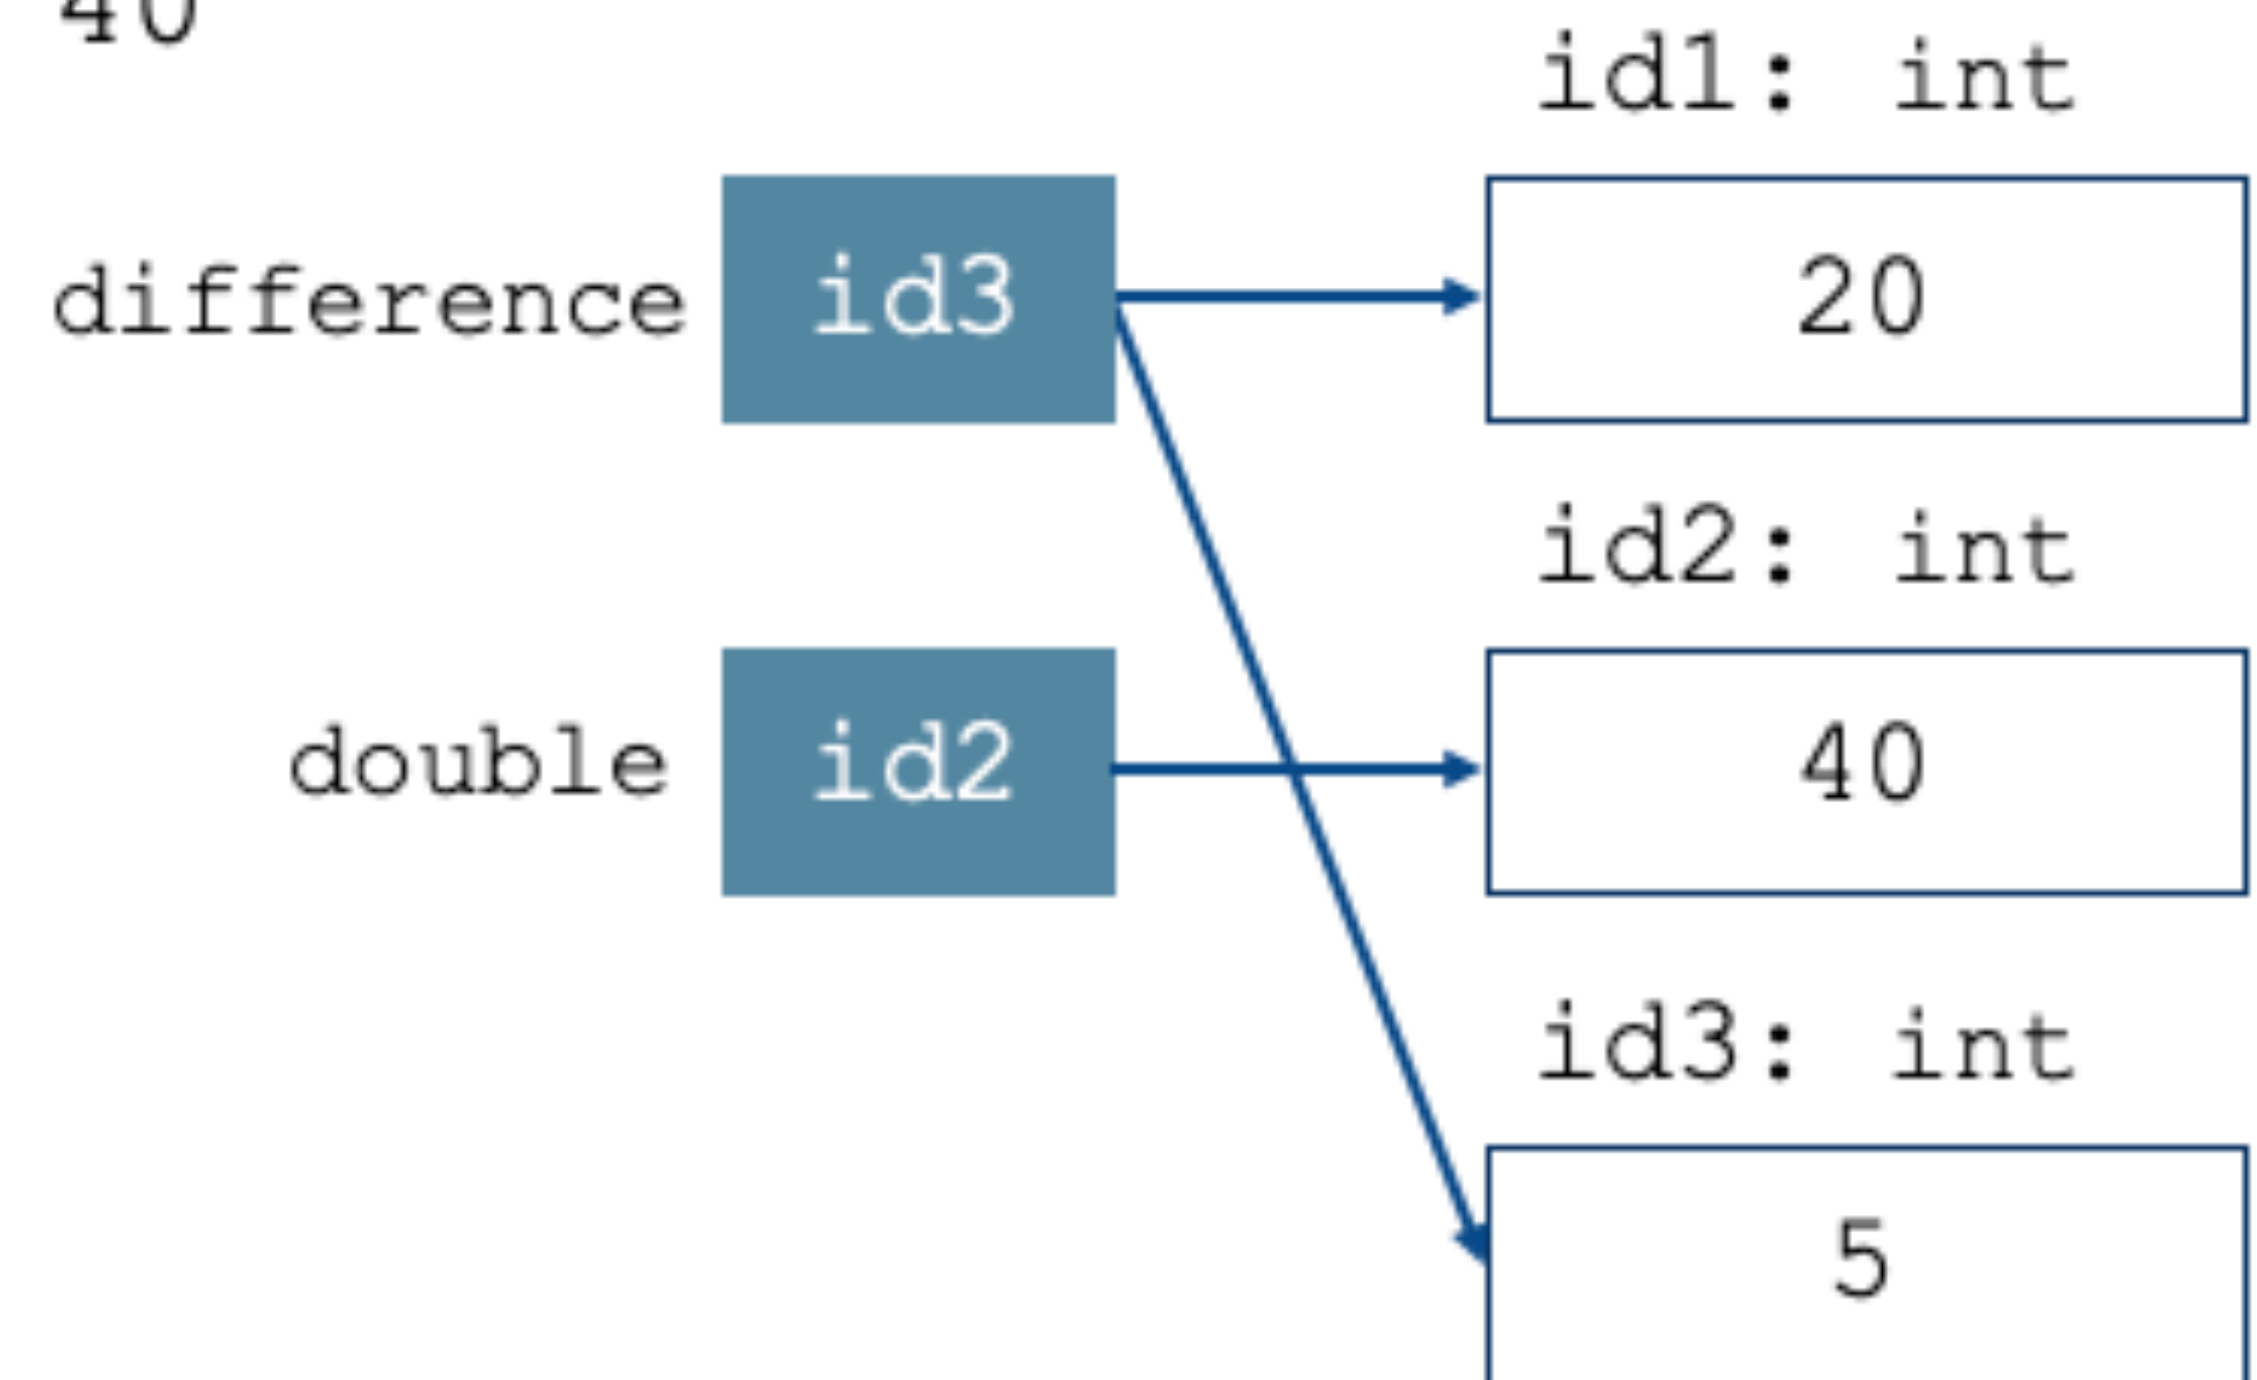 40
id1: int
difference id3 20
id2: int
double id2 40
id3: int
5